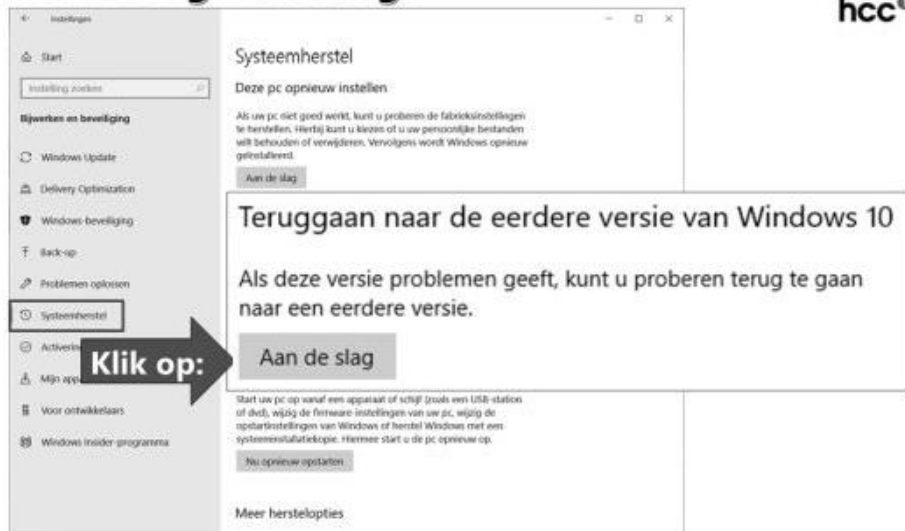 hcc
Instellingen
Start
Instelling zoeken
Bijwerken en beveiliging
Windows Update
Delivery Optimization
Windows-beveiliging
Back-up
Problemen oplossen
Systeemherstel
Mijn
Voor ontwikkelaars
Windows Insider-programma
Systeemherstel
Deze pc opnieuw instellen
Als uw pc niet goed werkt, kunt u proberen de fabrieksinstellingen
te herstellen. Hierbij kunt u kiezen of u uw persoonlijke bestanden
wilt behouden of verwijderen. Vervolgens wordt Windows opnieuw
geïnstalleerd.
Aan de slag
Teruggaan naar de eerdere versie van Windows 10
Als deze versie problemen geeft, kunt u proberen terug te gaan
naar een eerdere versie.
Klik op:
Aan de slag
Start uw pc op vanaf een apparaat of schijf (zoals een USB-station
of dvd), wijzig de firmware-instellingen van uw pc, wijzig de
opstartinstellingen van Windows of herstel Windows met een
systeeminstallatiekopie. Hiermee start u de pc opnieuw op.
Nu opnieuw opstarten
Meer herstelopties